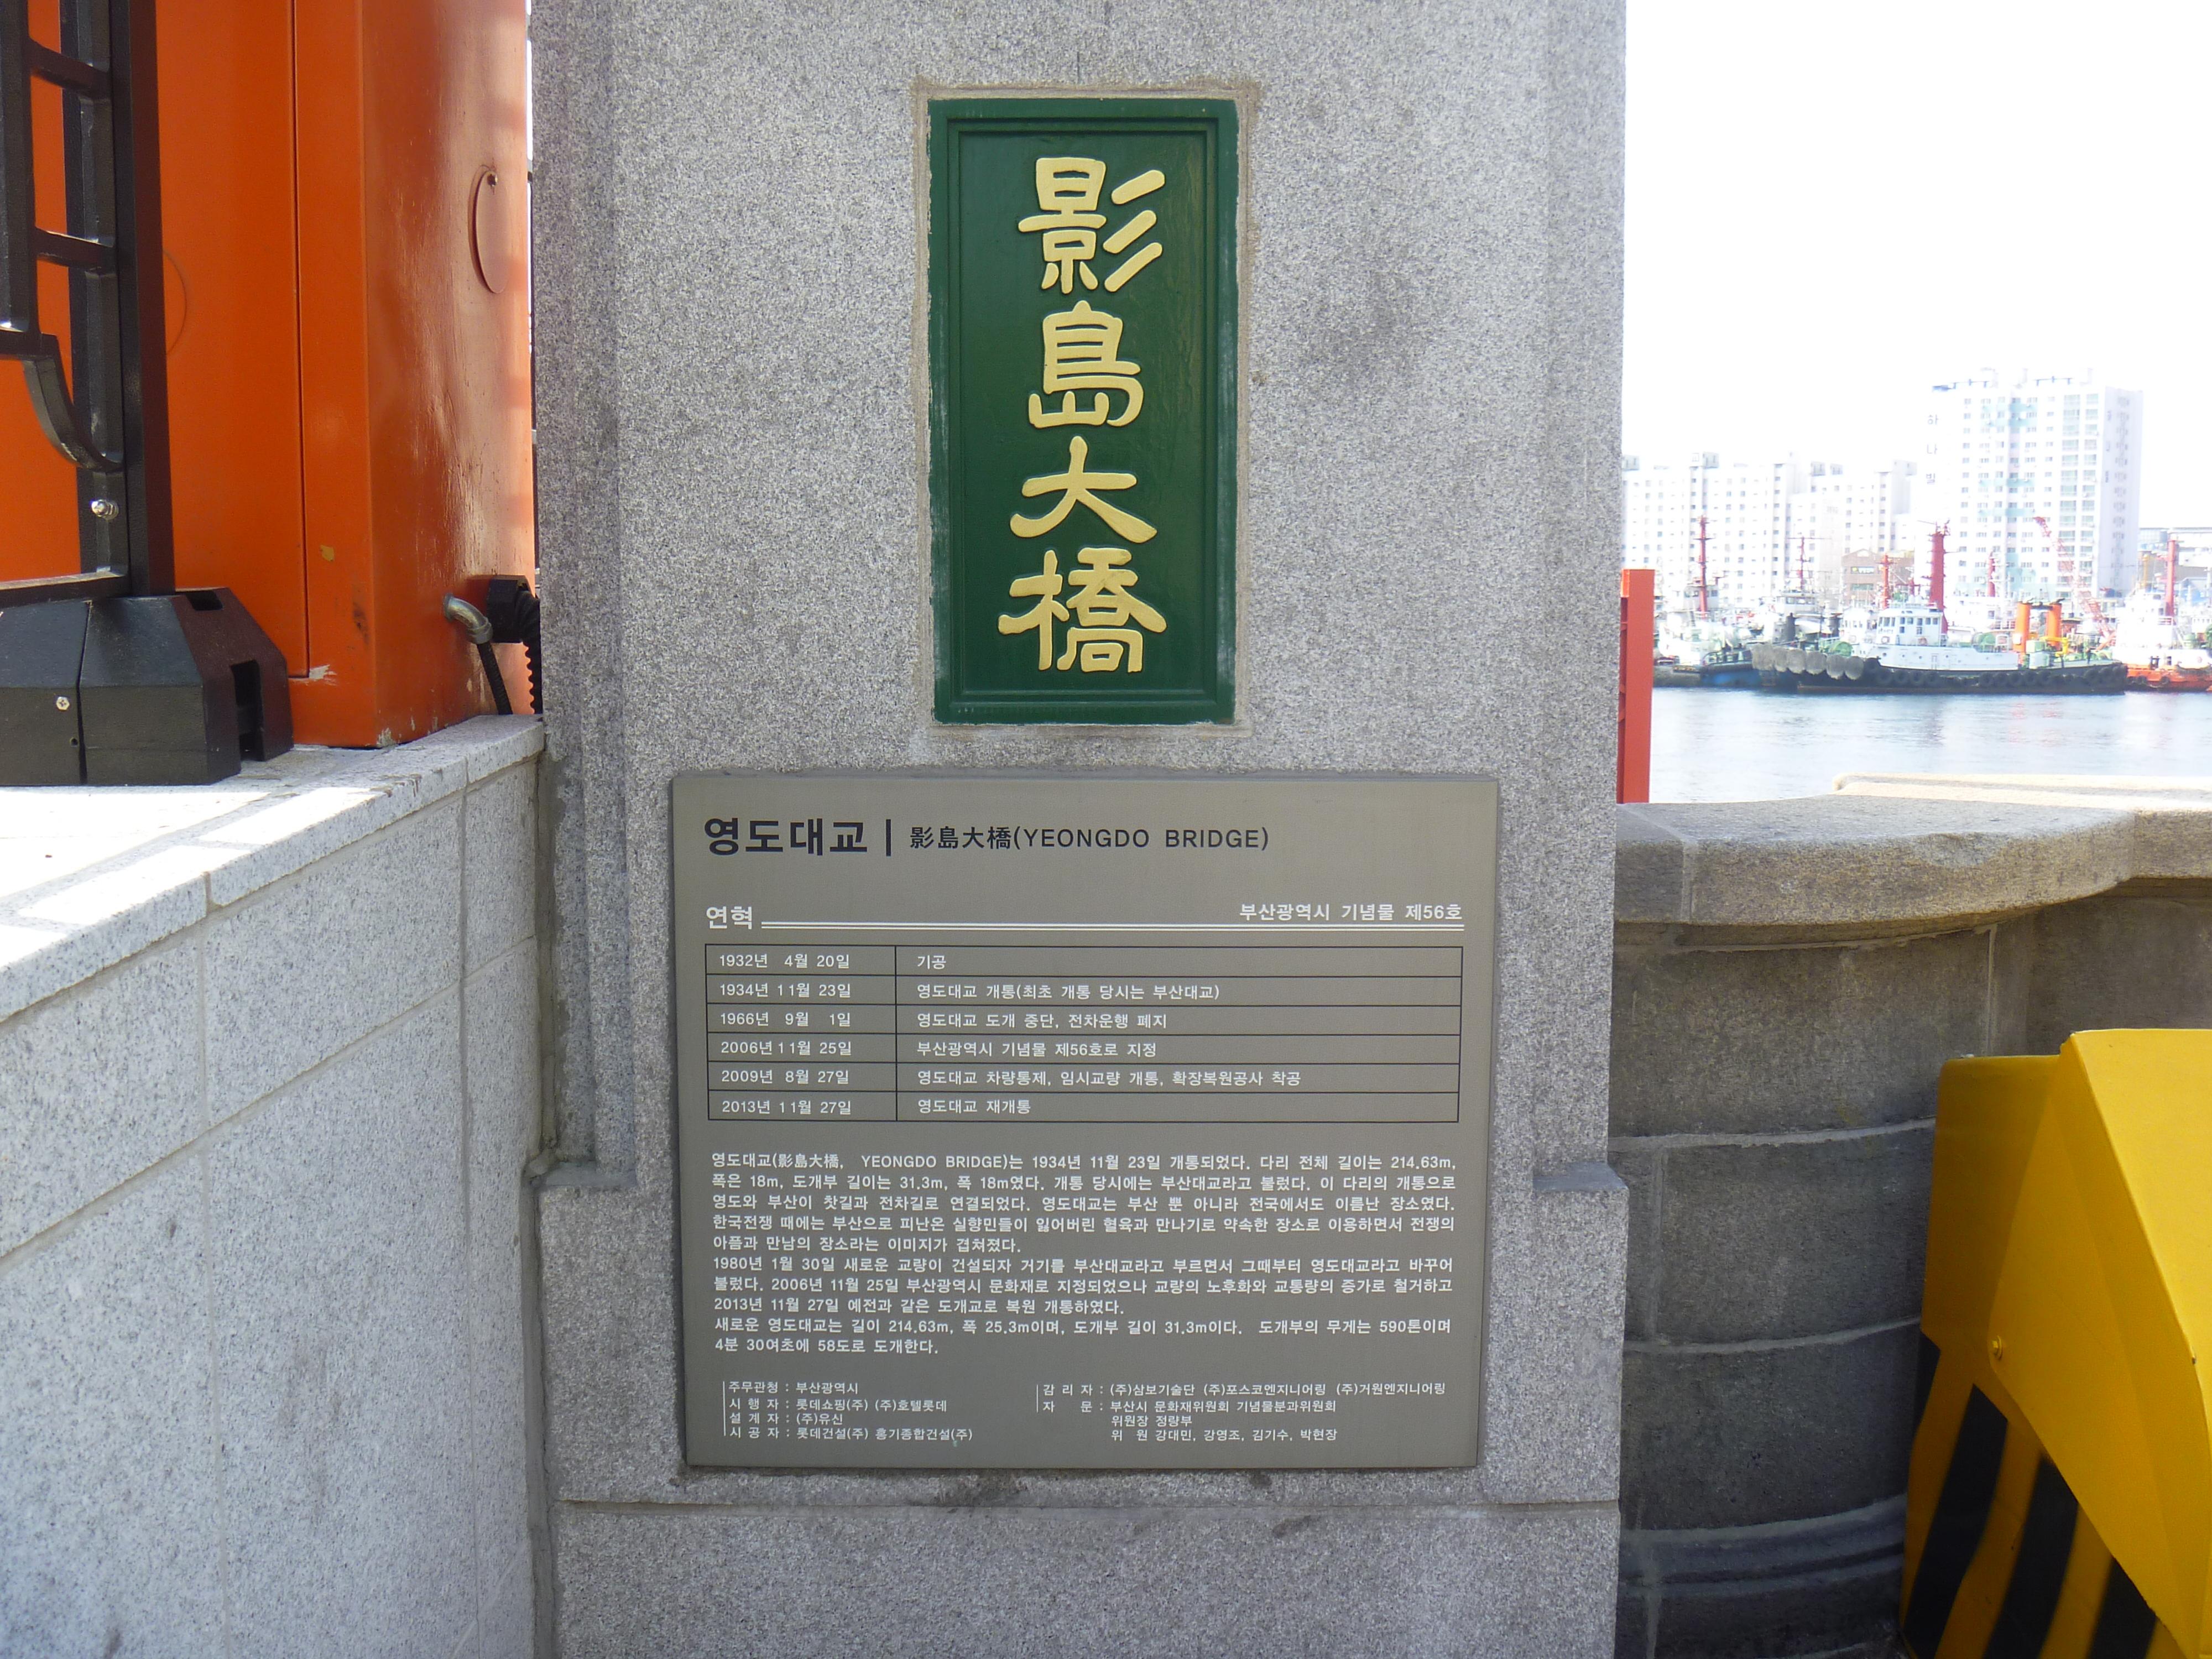 影島大橋
영도대교 | 影島大橋(YEONGDO BRIDGE)
연혁
부산광역시 기념물 제56호
1932년 4월 20일 기공
1934년 11월 23일 영도대교 개통(최초 개통 당시는 부산대교)
1966년 9월 1일 영도대교 도개 중단, 전차운행 폐지
2006년 11월 25일 부산광역시 기념물 제56호로 지정
2009년 8월 27일 영도대교 차량통제, 임시교량 개통, 확장복원공사 착공
2013년 11월 27일 영도대교 재개통
영도대교(影島大橋, YEONGDO BRIDGE)는 1934년 11월 23일 개통되었다. 다리 전체 길이는 214.63m,
폭은 18m, 도개부 길이는 31.3m, 폭 18m였다. 개통 당시에는 부산대교라고 불렀다. 이 다리의 개통으로
영도와 부산이 찻길과 전차길로 연결되었다. 영도대교는 부산 뿐 아니라 전국에서도 이름난 장소였다.
한국전쟁 때에는 부산으로 피난온 실향민들이 잃어버린 혈육과 만나기로 약속한 장소로 이용하면서 전쟁의
아픔과 만남의 장소라는 이미지가 겹쳐졌다.
1980년 1월 30일 새로운 교량이 건설되자 거기를 부산대교라고 부르면서 그때부터 영도대교라고 바꾸어
불렀다. 2006년 11월 25일 부산광역시 문화재로 지정되었으나 교량의 노후화와 교통량의 증가로 철거하고
2013년 11월 27일 예전과 같은 도개교로 복원 개통하였다.
새로운 영도대교는 길이 214.63m, 폭 25.3m이며, 도개부 길이 31.3m이다. 도개부의 무게는 590톤이며
4분 30여초에 58도로 도개한다.
주무관청 : 부산광역시
시 행 자 : 롯데쇼핑(주) (주)호텔롯데
설 계 자 : (주)유신
시 공 자 : 롯데건설(주) 흥기종합건설(주)
감 리 자 : (주)삼보기술단 (주)포스코엔지니어링 (주)거원엔지니어링
자 문 : 부산시 문화재위원회 기념물분과위원회
위원장 정량부
위 원 강대민, 강영조, 김기수, 박현장